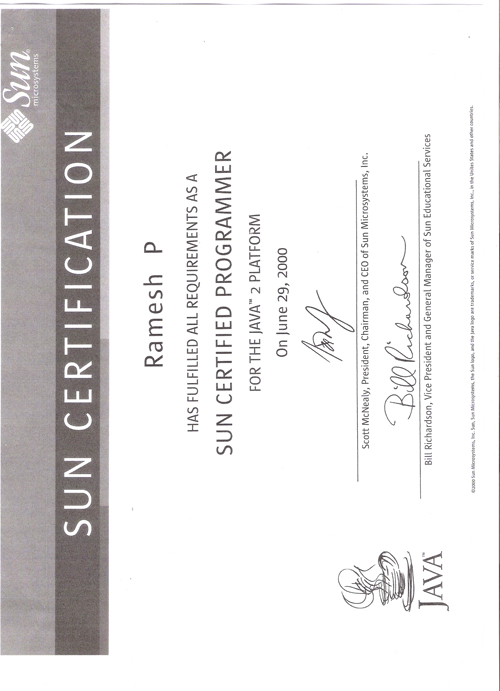 Sun
microsystems
SUN CERTIFICATION
Ramesh P
HAS FULFILLED ALL REQUIREMENTS AS A
SUN CERTIFIED PROGRAMMER
FOR THE JAVA™ 2 PLATFORM
On June 29, 2000
Scott McNealy, President, Chairman, and CEO of Sun Microsystems, Inc.
Bill Richardson
Bill Richardson, Vice President and General Manager of Sun Educational Services
JAVA™
©2000 Sun Microsystems, Inc. Sun, Sun Microsystems, the Sun logo, and the Java logo are trademarks, or service marks of Sun Microsystems, Inc., in the United States and other countries.